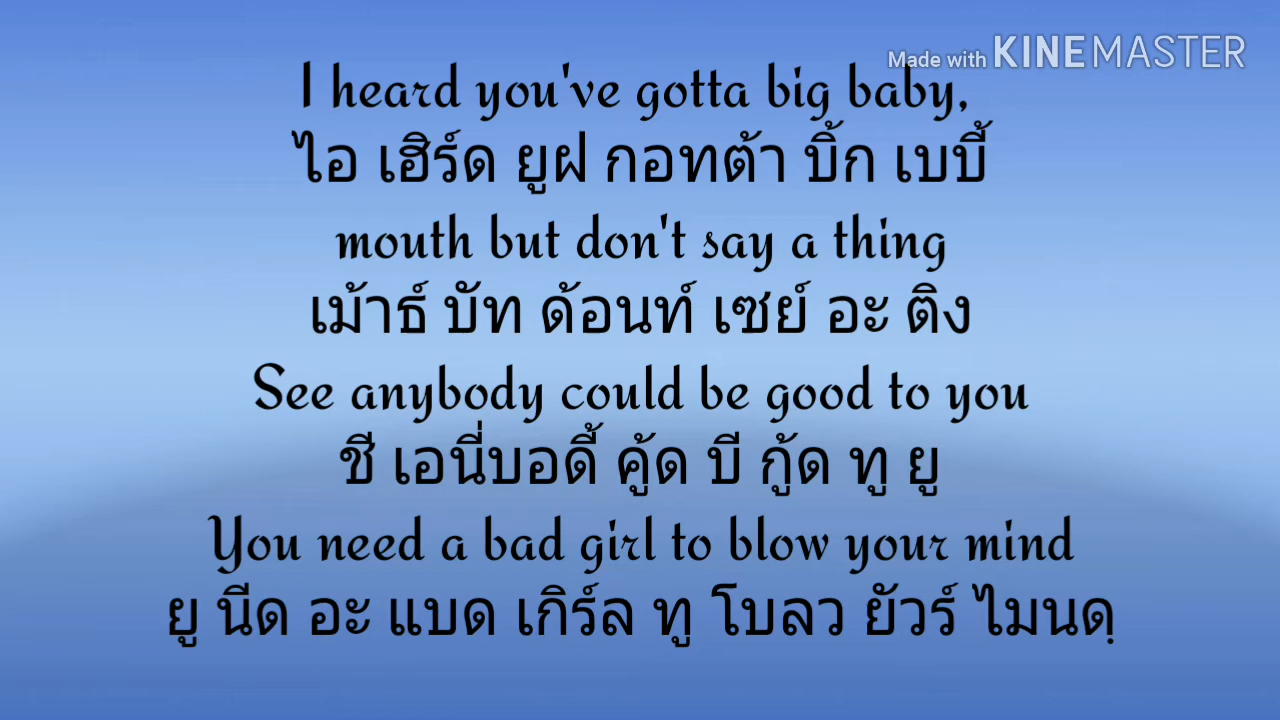 Made with KINEMASTER
I heard you've gotta big baby,
ไอ เฮิร์ด ยูฝ กอทต้า บิ้ก เบบี้
mouth but don't say a thing
เม้าธ์ บัท ด้อนท์ เซย์ อะ ติง
See anybody could be good to you
ชี เอนี่บอดี้ คู้ด บี กู้ด ทู ยู
You need a bad girl to blow your mind
ยู นีด อะ แบด เกิร์ล ทู โบลว ยัวร์ ไมนดฺ